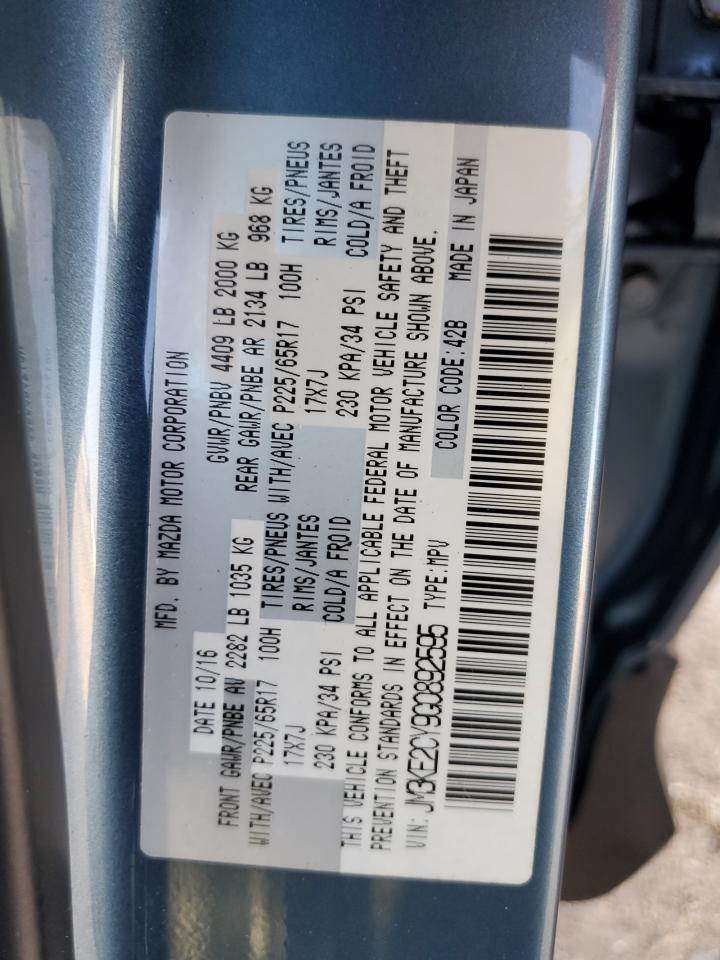 MFD. BY MAZDA MOTOR CORPORATION
DATE 10/16 GVWR/PNBV 4409 LB 2000 KG
FRONT GAWR/PNBE AV 2282 LB 1035 KG REAR GAWR/PNBE AR 2134 LB 968 KG
WITH/AVEC P225/65R17 100H TIRES/PNEUS WITH/AVEC P225/65R17 100H TIRES/PNEUS
17X7J RIMS/JANTES 17X7J RIMS/JANTES
230 KPA/34 PSI COLD/A FROID 230 KPA/34 PSI COLD/A FROID
THIS VEHICLE CONFORMS TO ALL APPLICABLE FEDERAL MOTOR VEHICLE SAFETY AND THEFT
PREVENTION STANDARDS IN EFFECT ON THE DATE OF MANUFACTURE SHOWN ABOVE.
VIN: JM3KE2CY9G0892595 TYPE:MPV COLOR CODE:42B MADE IN JAPAN